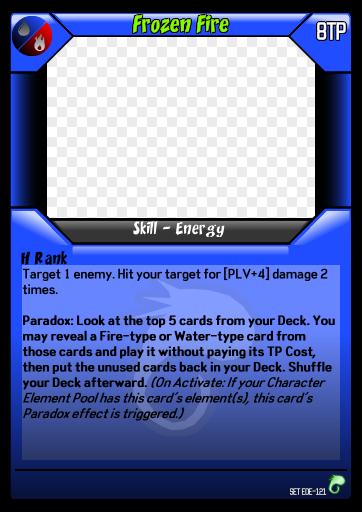 Frozen Fire
8TP
Skill - Energy
H Rank
Target 1 enemy. Hit your target for [PLV+4] damage 2
times.
Paradox: Look at the top 5 cards from your Deck. You
may reveal a Fire-type or Water-type card from
those cards and play it without paying its TP Cost,
then put the unused cards back in your Deck. Shuffle
your Deck afterward. (On Activate: If your Character
Element Pool has this card's element(s), this card's
Paradox effect is triggered.)
SET EOE-121